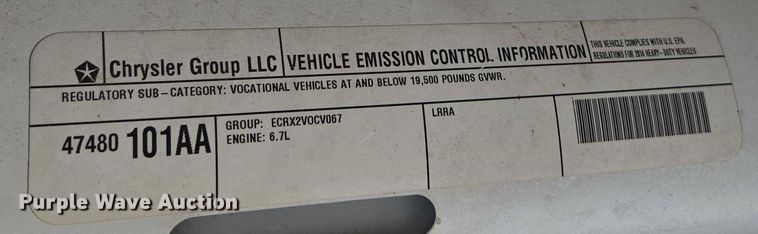 Chrysler Group LLC
VEHICLE EMISSION CONTROL INFORMATION
THIS VEHICLE COMPLIES WITH U.S. EPA
REGULATIONS FOR 2014 HEAVY-DUTY VEHICLES
REGULATORY SUB-CATEGORY: VOCATIONAL VEHICLES AT AND BELOW 19,500 POUNDS GVWR.
47480 101AA
GROUP: ECRX2VOCV067
ENGINE: 6.7L
LRRA
Purple Wave Auction